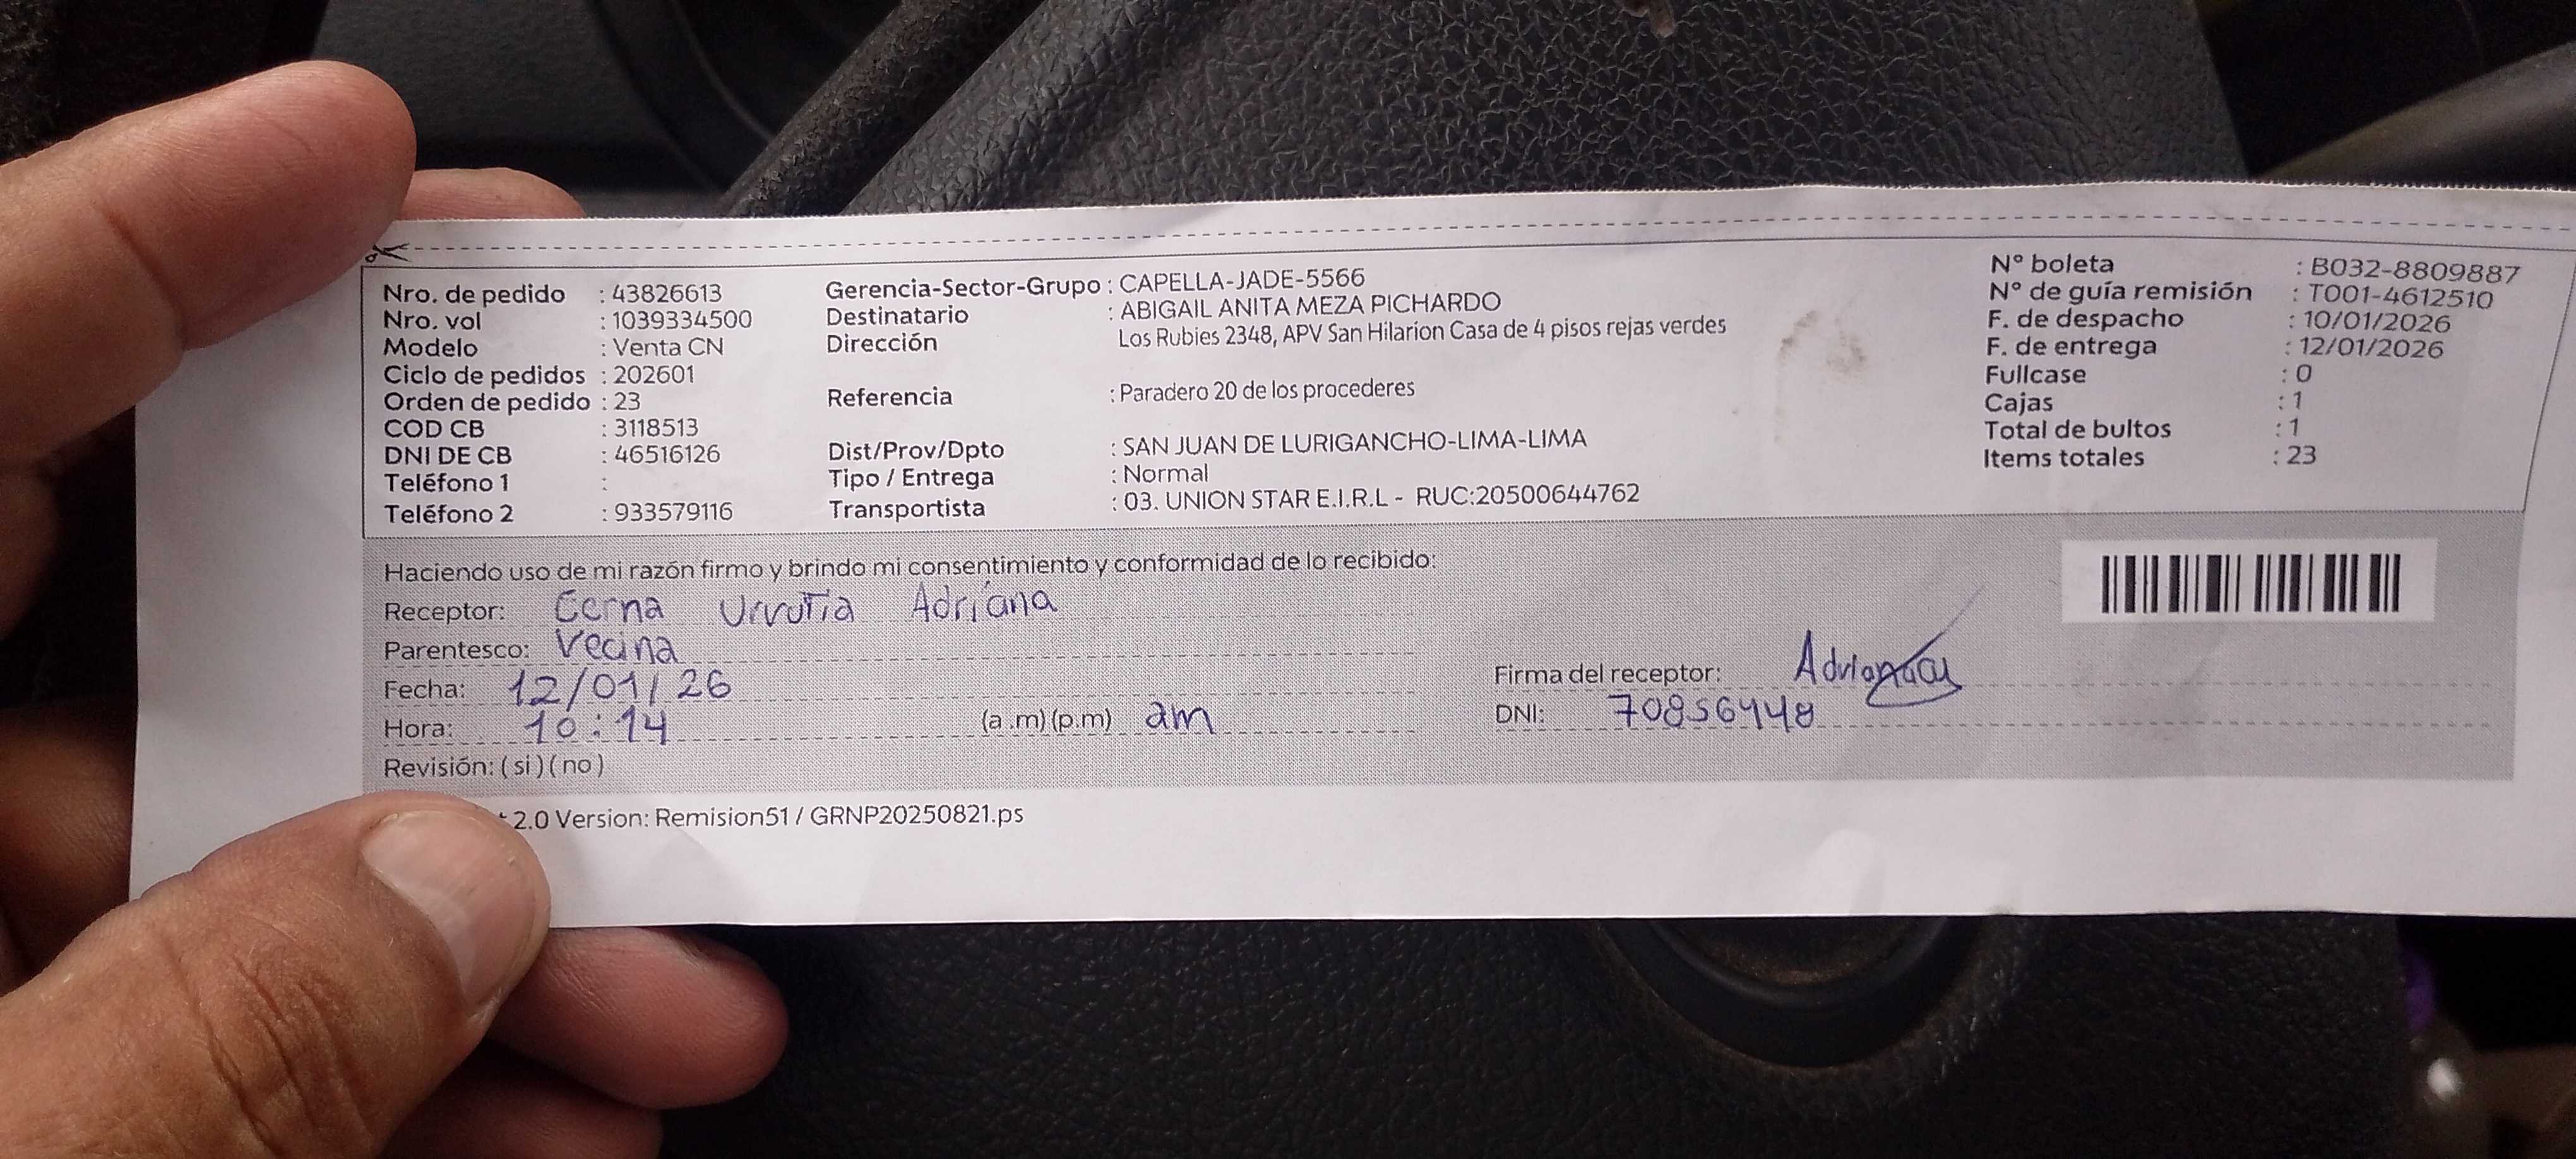 Nro. de pedido : 43826613
Nro. vol : 1039334500
Modelo : Venta CN
Ciclo de pedidos : 202601
Orden de pedido : 23
COD CB : 3118513
DNI DE CB : 46516126
Teléfono 1 :
Teléfono 2 : 933579116
Gerencia-Sector-Grupo : CAPELLA-JADE-5566
Destinatario : ABIGAIL ANITA MEZA PICHARDO
Dirección Los Rubies 2348, APV San Hilarion Casa de 4 pisos rejas verdes
Referencia : Paradero 20 de los procederes
Dist/Prov/Dpto : SAN JUAN DE LURIGANCHO-LIMA-LIMA
Tipo / Entrega : Normal
Transportista : 03. UNION STAR E.I.R.L - RUC:20500644762
N° boleta : B032-8809887
N° de guía remisión : T001-4612510
F. de despacho : 10/01/2026
F. de entrega : 12/01/2026
Fullcase : 0
Cajas : 1
Total de bultos : 1
Items totales : 23
Haciendo uso de mi razón firmo y brindo mi consentimiento y conformidad de lo recibido:
Receptor: Cerna Urrutia Adriana
Parentesco: Vecina
Fecha: 12/01/26
Hora: 10:14 (a .m) (p.m) am
Revisión: ( si ) ( no )
Firma del receptor:
DNI: 70856448
2.0 Version: Remision51 / GRNP20250821.ps